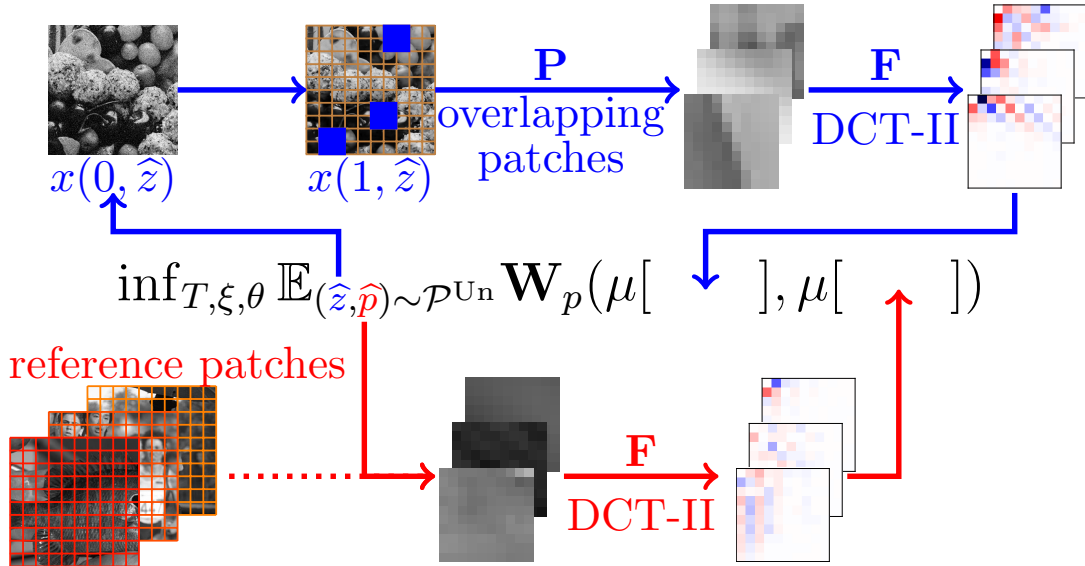 P
F
overlapping
patches
DCT-II
x(0, ẑ)
x(1, ẑ)
inf_{T,ξ,θ} 𝔼_{(ẑ,p̂)∼𝒫^{Un}} W_p(μ[ ], μ[ ])
reference patches
F
DCT-II